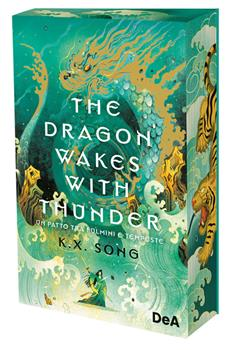 THE
DRAGON
WAKES
WITH
THUNDER
UN PATTO TRA FULMINI E TEMPESTE
K. X. SONG
DeA